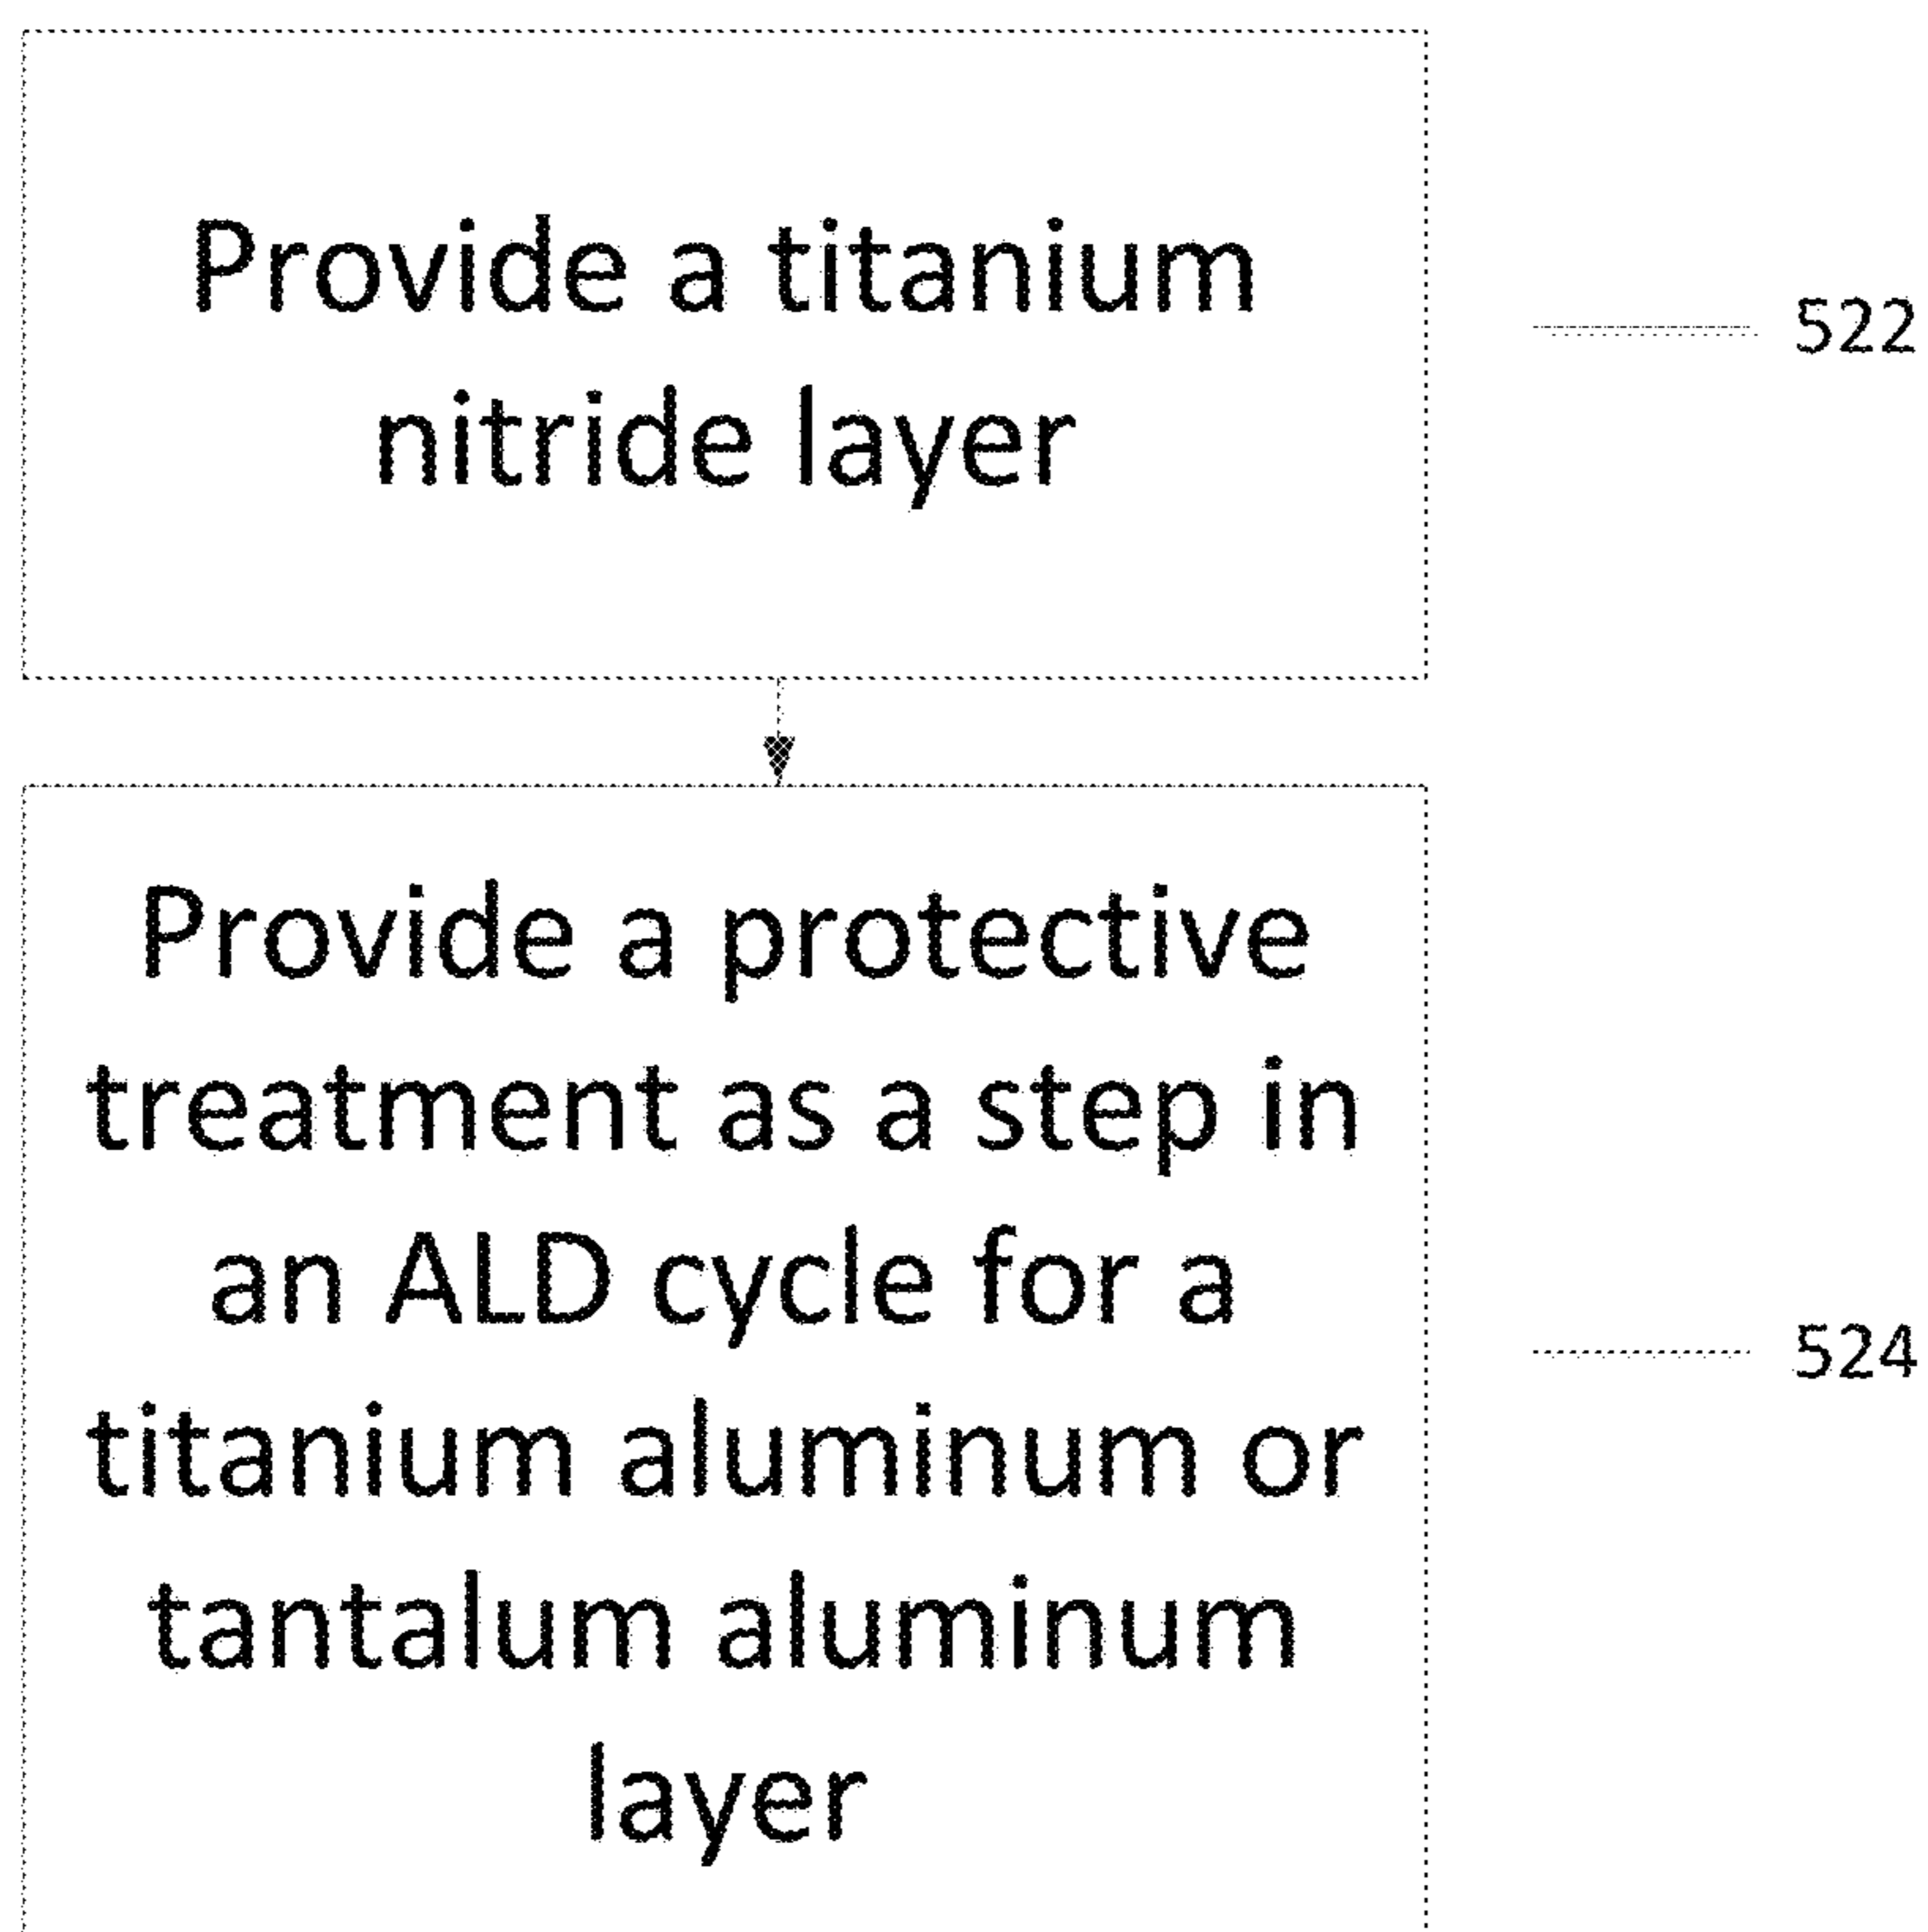 Provide a titanium
nitride layer
522
Provide a protective
treatment as a step in
an ALD cycle for a
titanium aluminum or
tantalum aluminum
layer
524